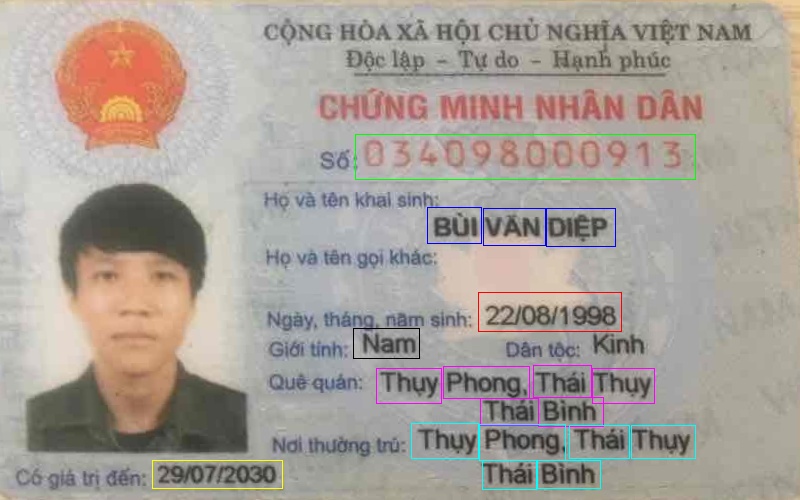 CỘNG HÒA XÃ HỘI CHỦ NGHĨA VIỆT NAM
Độc lập - Tự do - Hạnh phúc
CHỨNG MINH NHÂN DÂN
Số: 034098000913
Họ và tên khai sinh:
BÙI VĂN DIỆP
Họ và tên gọi khác:
Ngày, tháng, năm sinh: 22/08/1998
Giới tính: Nam Dân tộc: Kinh
Quê quán: Thụy Phong, Thái Thụy
Thái Bình
Nơi thường trú: Thụy Phong, Thái Thụy
Thái Bình
Có giá trị đến: 29/07/2030